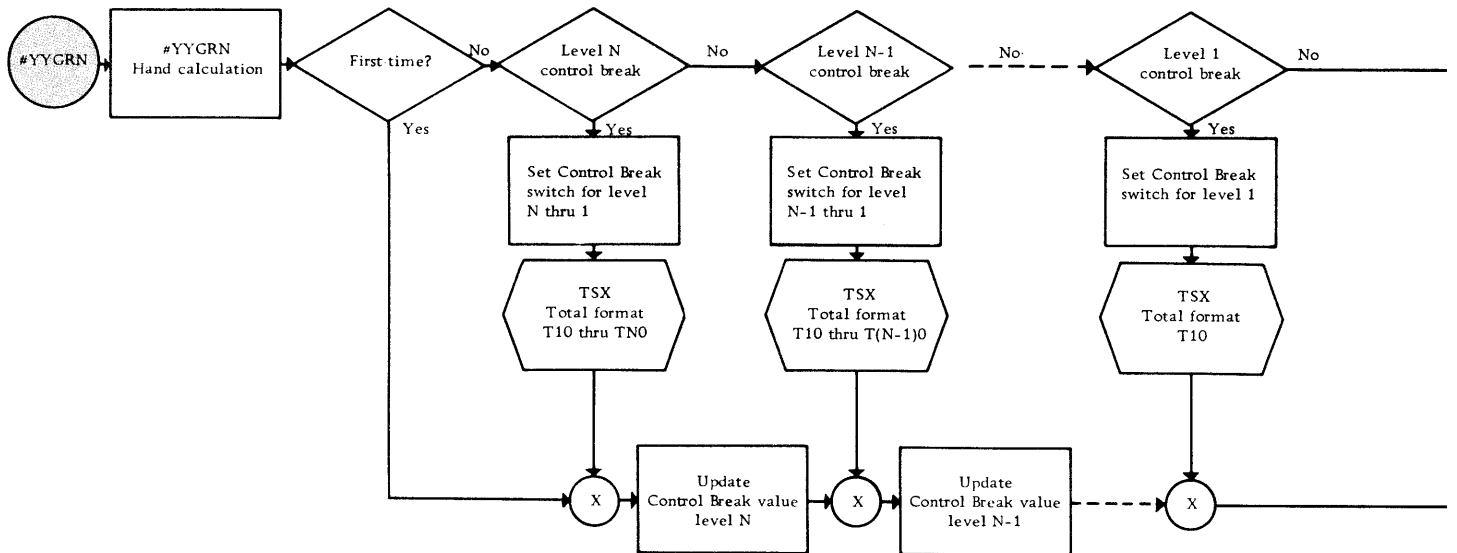 #YYGRN
#YYGRN
Hand calculation
First time?
No
Yes
Level N
control break
No
Yes
Level N-1
control break
No
Yes
Level 1
control break
No
Yes
Set Control Break
switch for level
N thru 1
Set Control Break
switch for level
N-1 thru 1
Set Control Break
switch for level 1
TSX
Total format
T10 thru TN0
TSX
Total format
T10 thru T(N-1)0
TSX
Total format
T10
X
Update
Control Break value
level N
X
Update
Control Break value
level N-1
X